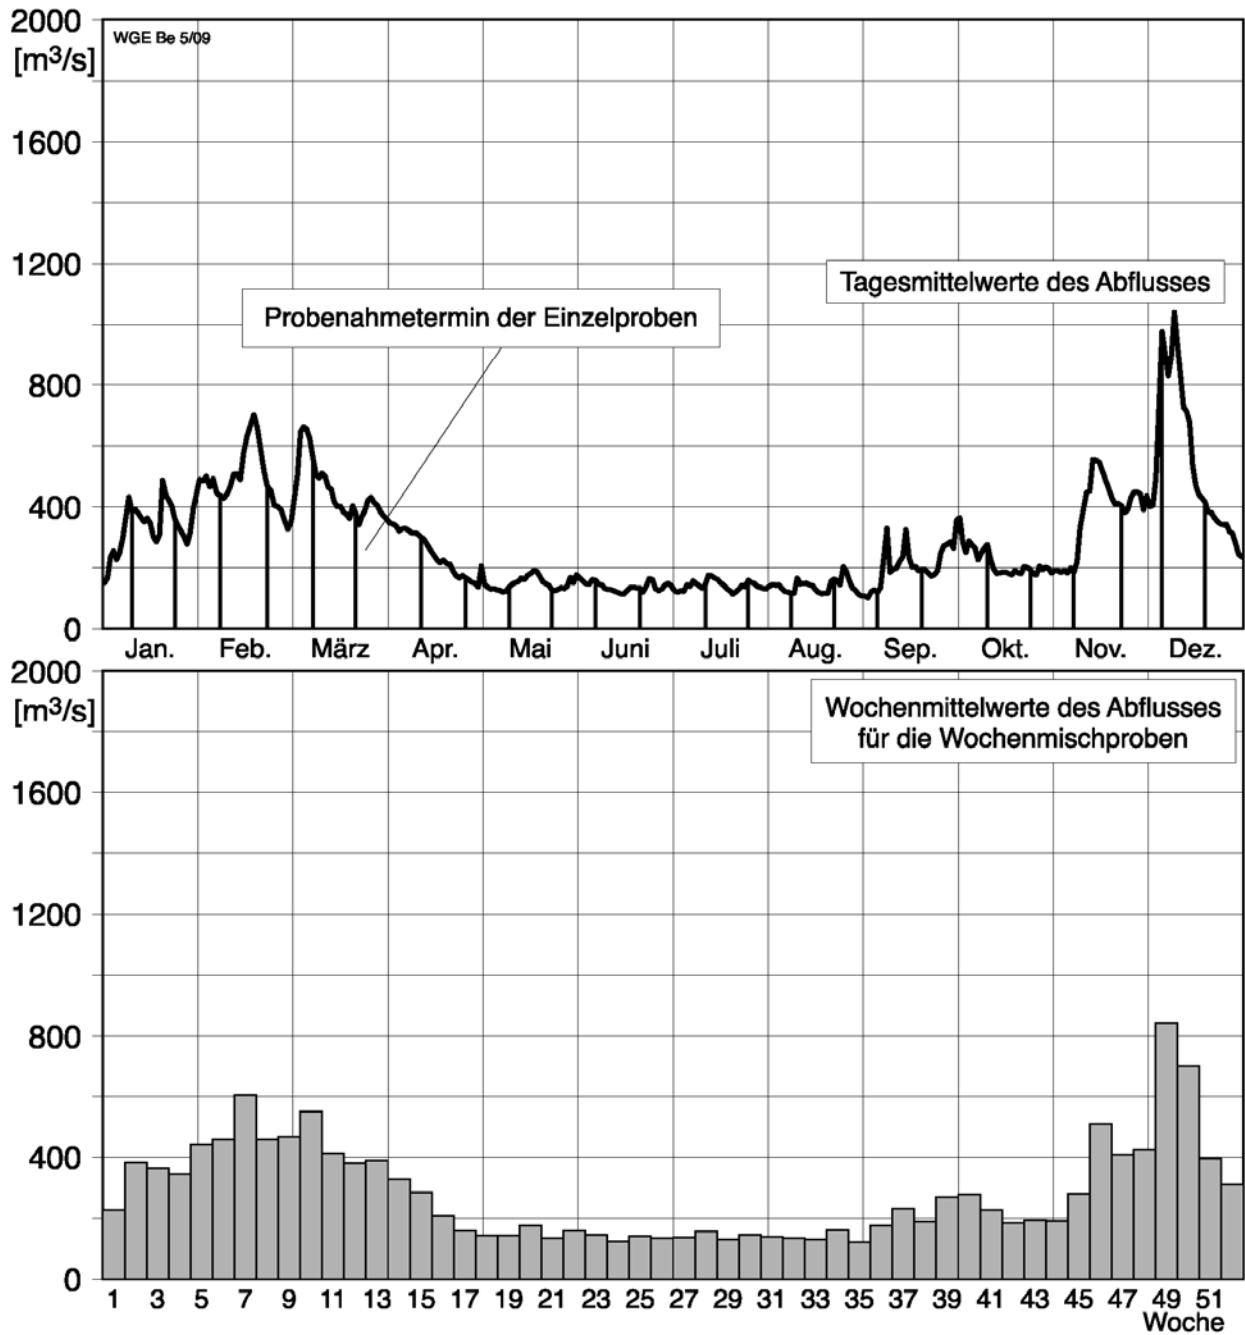 2000
[m³/s]
WGE Be 5/09
1600
1200
Tagesmittelwerte des Abflusses
Probenahmetermin der Einzelproben
800
400
0
Jan. Feb. März Apr. Mai Juni Juli Aug. Sep. Okt. Nov. Dez.
2000
[m³/s]
Wochenmittelwerte des Abflusses
für die Wochenmischproben
1600
1200
800
400
0
1 3 5 7 9 11 13 15 17 19 21 23 25 27 29 31 33 35 37 39 41 43 45 47 49 51
Woche